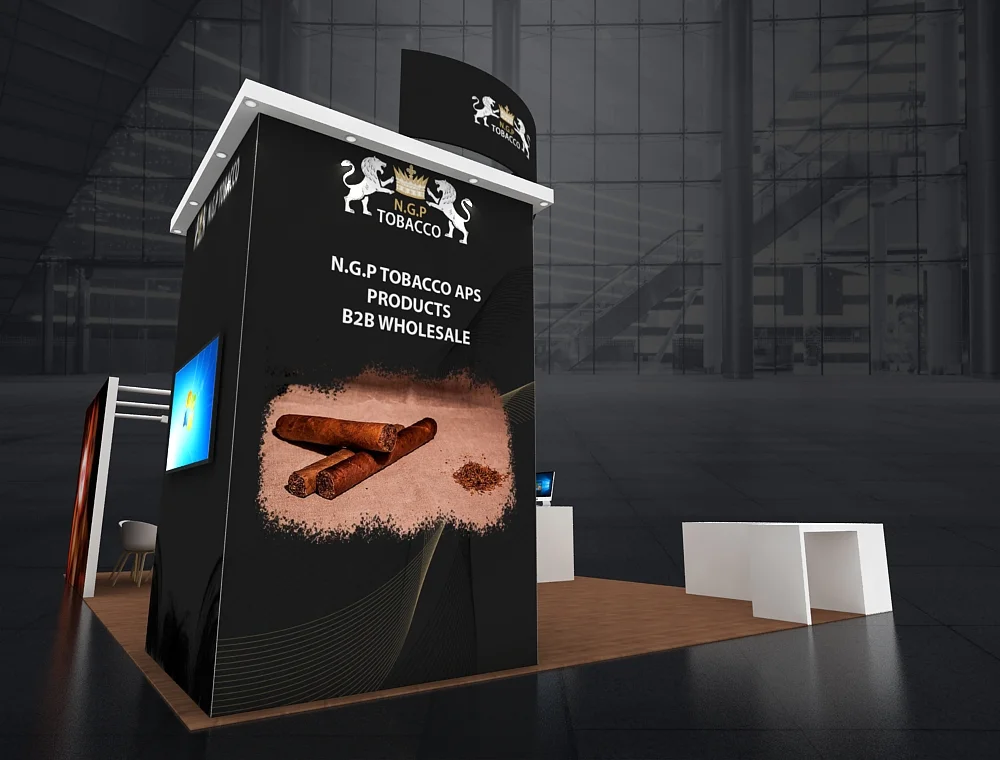 N.G.P
TOBACCO
N.G.P
TOBACCO
N.G.P TOBACCO APS
PRODUCTS
B2B WHOLESALE